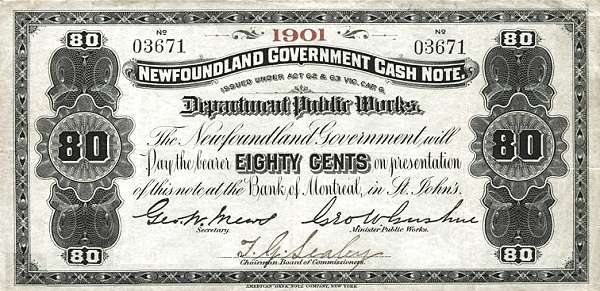 80 No 1901 No 80
03671 03671
NEWFOUNDLAND GOVERNMENT CASH NOTE.
ISSUED UNDER ACT 62 & 63 VIC. CAP 6.
Department Public Works.
The Newfoundland Government, will
80 Pay the bearer EIGHTY CENTS on presentation 80
of this note at the Bank of Montreal, in St. John's.
Geo. W. Mews Geo W Gushue
Secretary. Minister Public Works.
80 T. G. Sealey 80
Chairman Board of Commissioners.
AMERICAN BANK NOTE COMPANY, NEW YORK